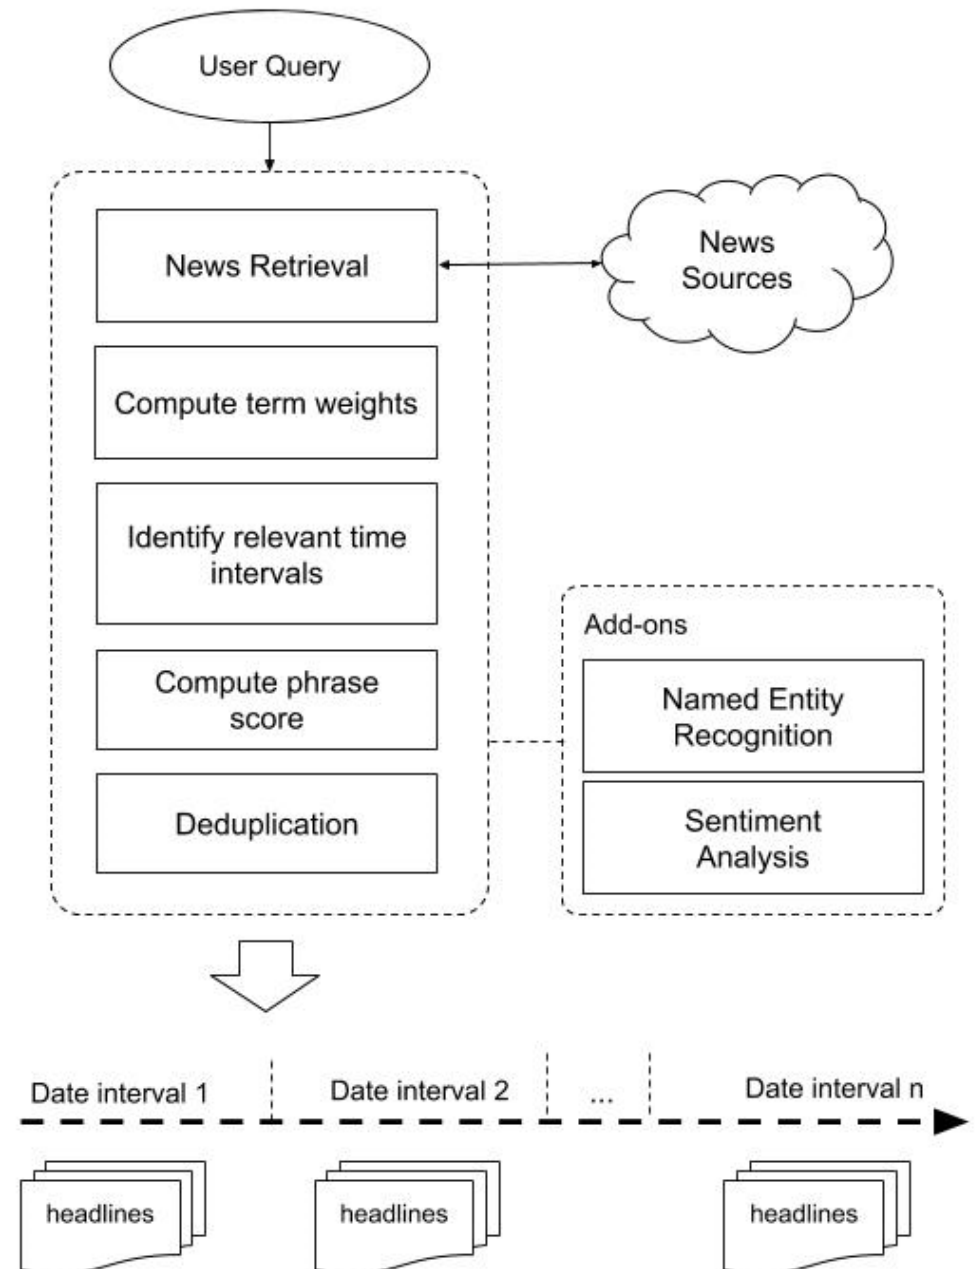 User Query
News Retrieval
News
Sources
Compute term weights
Identify relevant time
intervals
Compute phrase
score
Deduplication
Add-ons
Named Entity
Recognition
Sentiment
Analysis
Date interval 1
Date interval 2
...
Date interval n
headlines
headlines
headlines